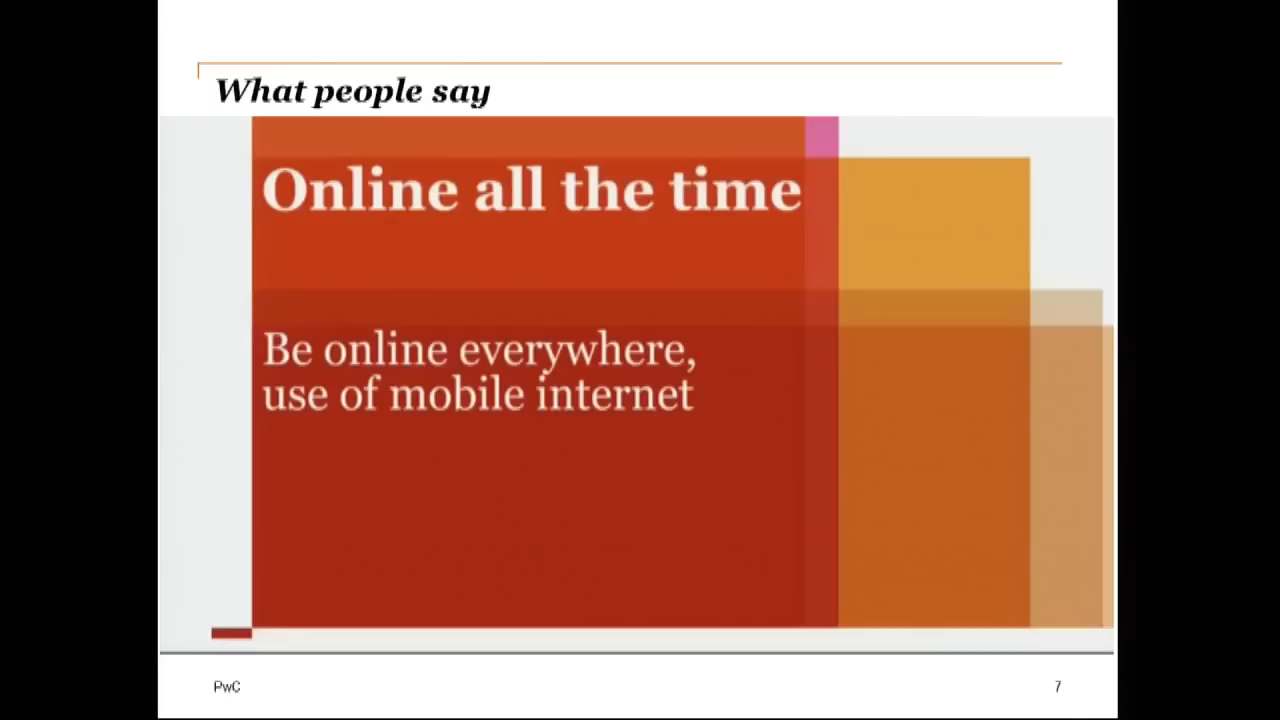 What people say
Online all the time
Be online everywhere,
use of mobile internet
PwC
7